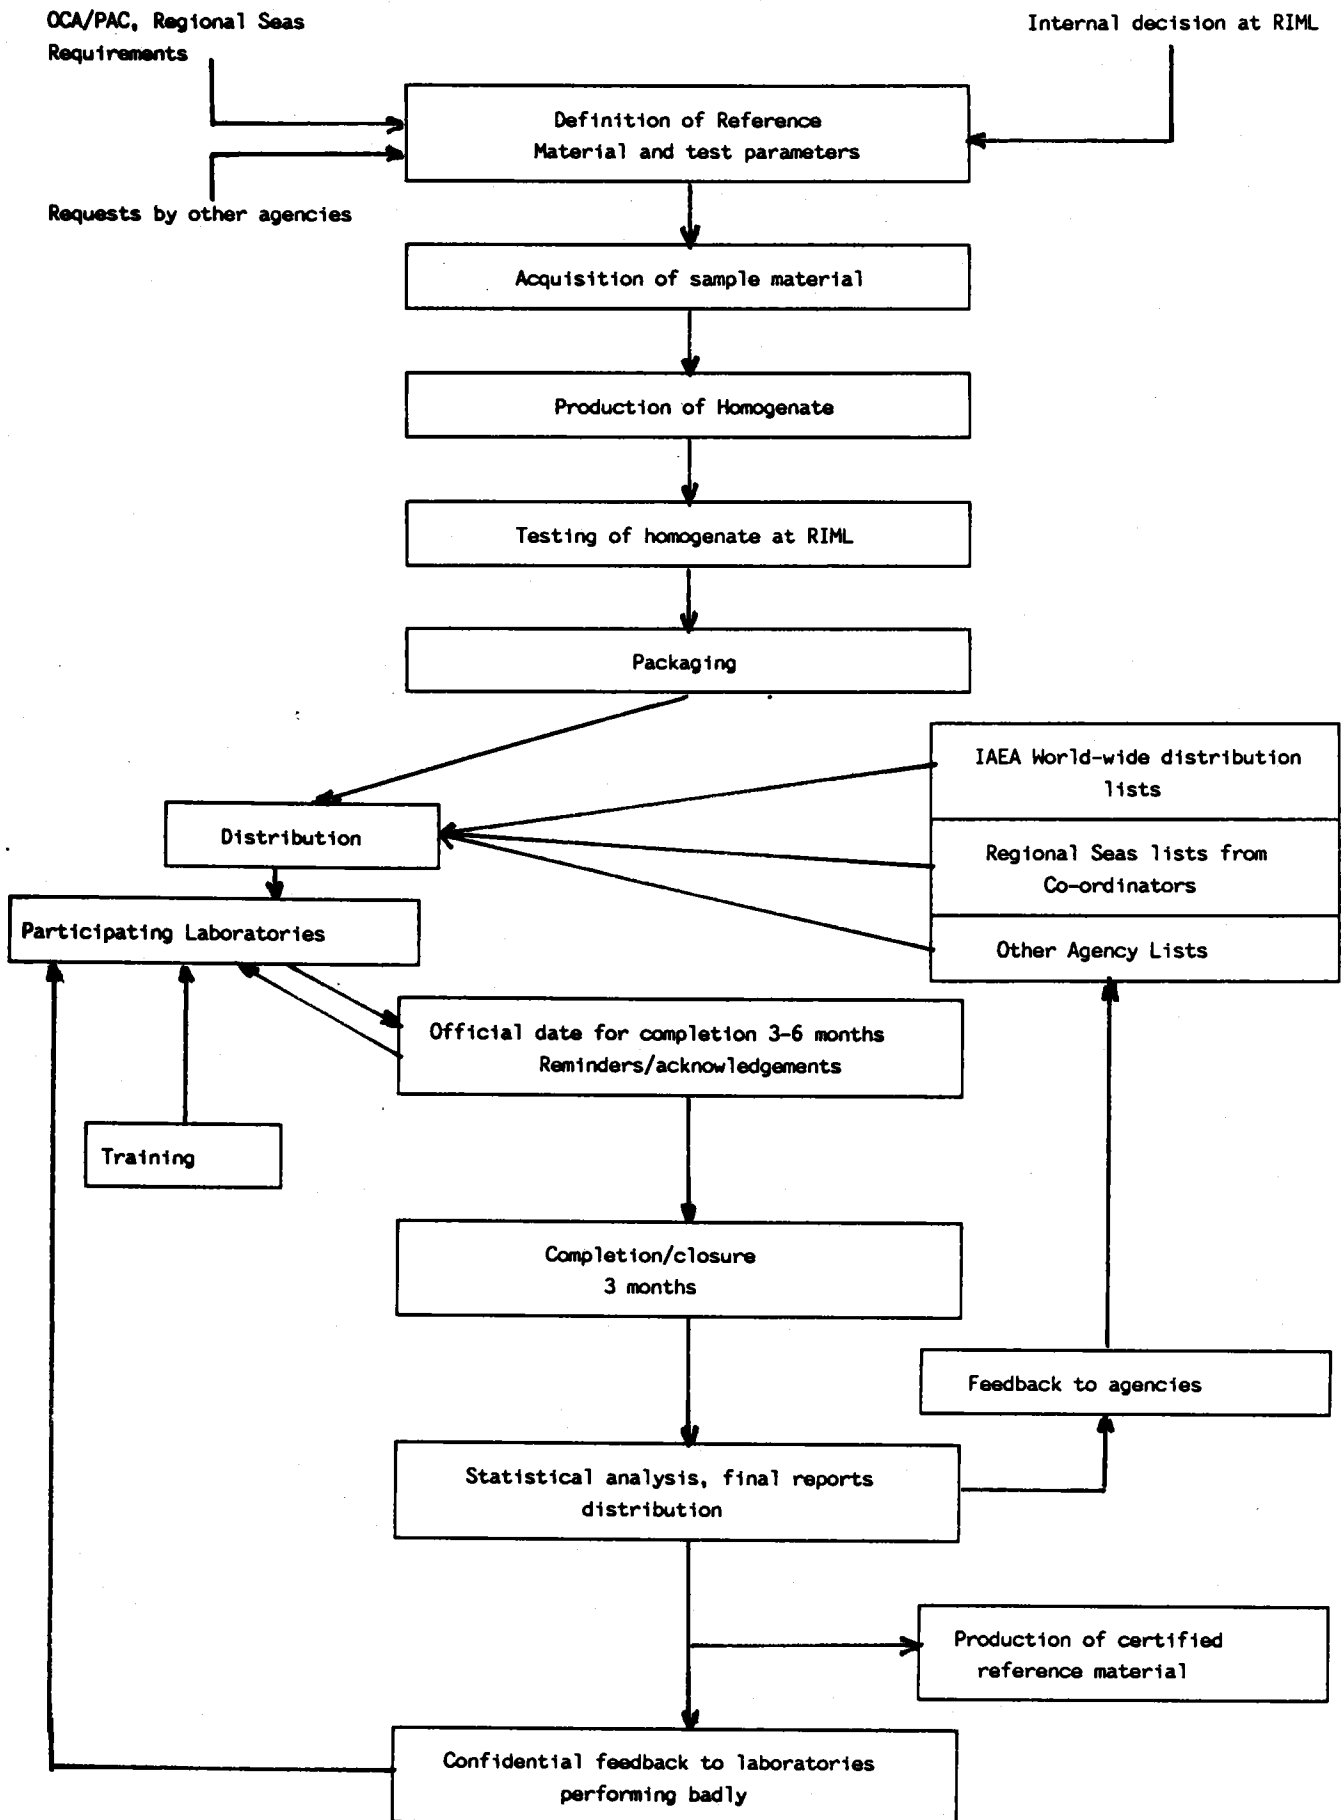 OCA/PAC, Regional Seas
Requirements
Internal decision at RIML
Definition of Reference
Material and test parameters
Requests by other agencies
Acquisition of sample material
Production of Homogenate
Testing of homogenate at RIML
Packaging
IAEA World-wide distribution
lists
Distribution
Regional Seas lists from
Co-ordinators
Participating Laboratories
Other Agency Lists
Official date for completion 3-6 months
Reminders/acknowledgements
Training
Completion/closure
3 months
Feedback to agencies
Statistical analysis, final reports
distribution
Production of certified
reference material
Confidential feedback to laboratories
performing badly